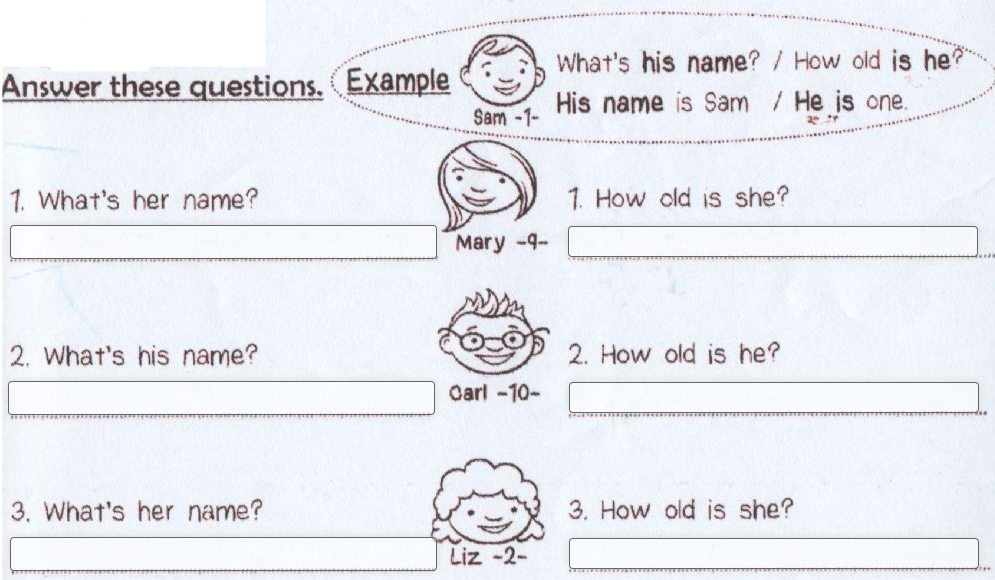 Answer these questions. Example What's his name? / How old is he?
Sam -1- His name is Sam / He is one.
1. What's her name? 1. How old is she?
Mary -9-
2. What's his name? 2. How old is he?
Carl -10-
3. What's her name? 3. How old is she?
Liz -2-